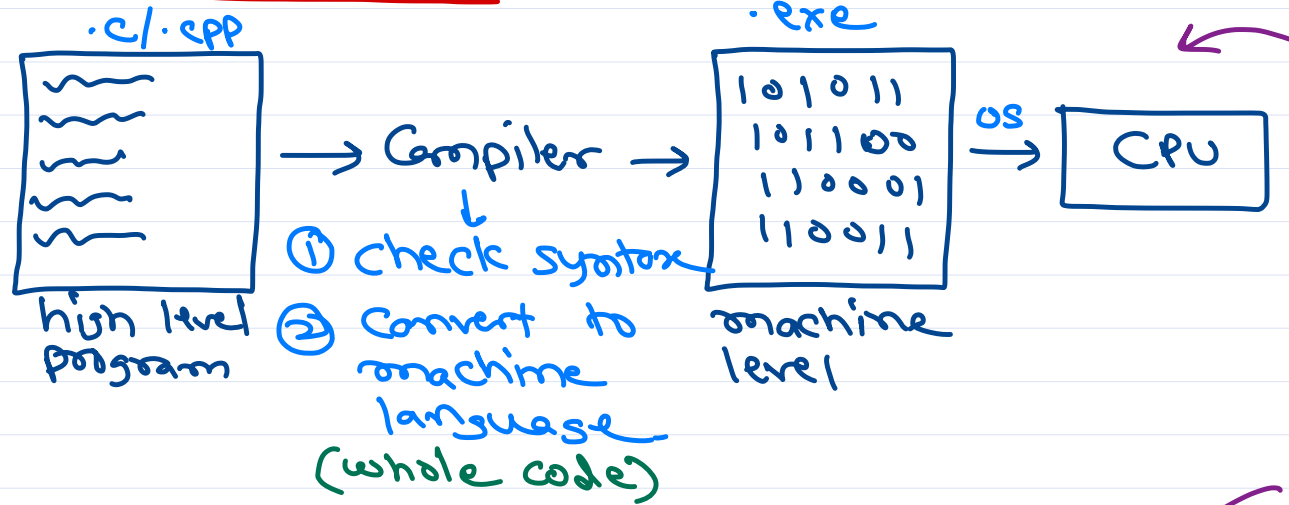 .c/.cpp
.exe
101011
101100
110001
110011
OS
CPU
Compiler
① check syntax
② convert to
machine
language
(whole code)
high level
program
machine
level